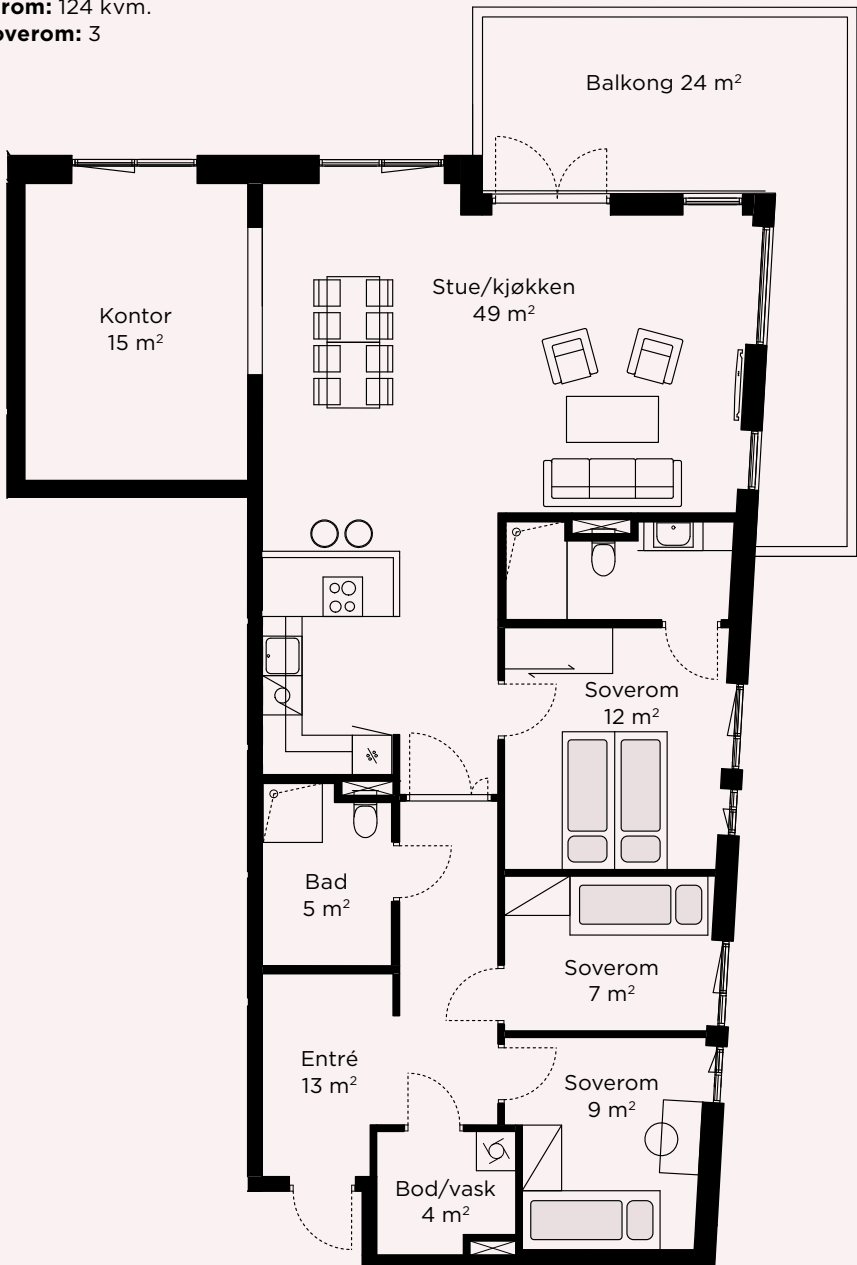 rom: 124 kvm.
overom: 3
Balkong 24 m²
Stue/kjøkken
49 m²
Kontor
15 m²
Soverom
12 m²
Bad
5 m²
Soverom
7 m²
Entré
13 m²
Soverom
9 m²
Bod/vask
4 m²